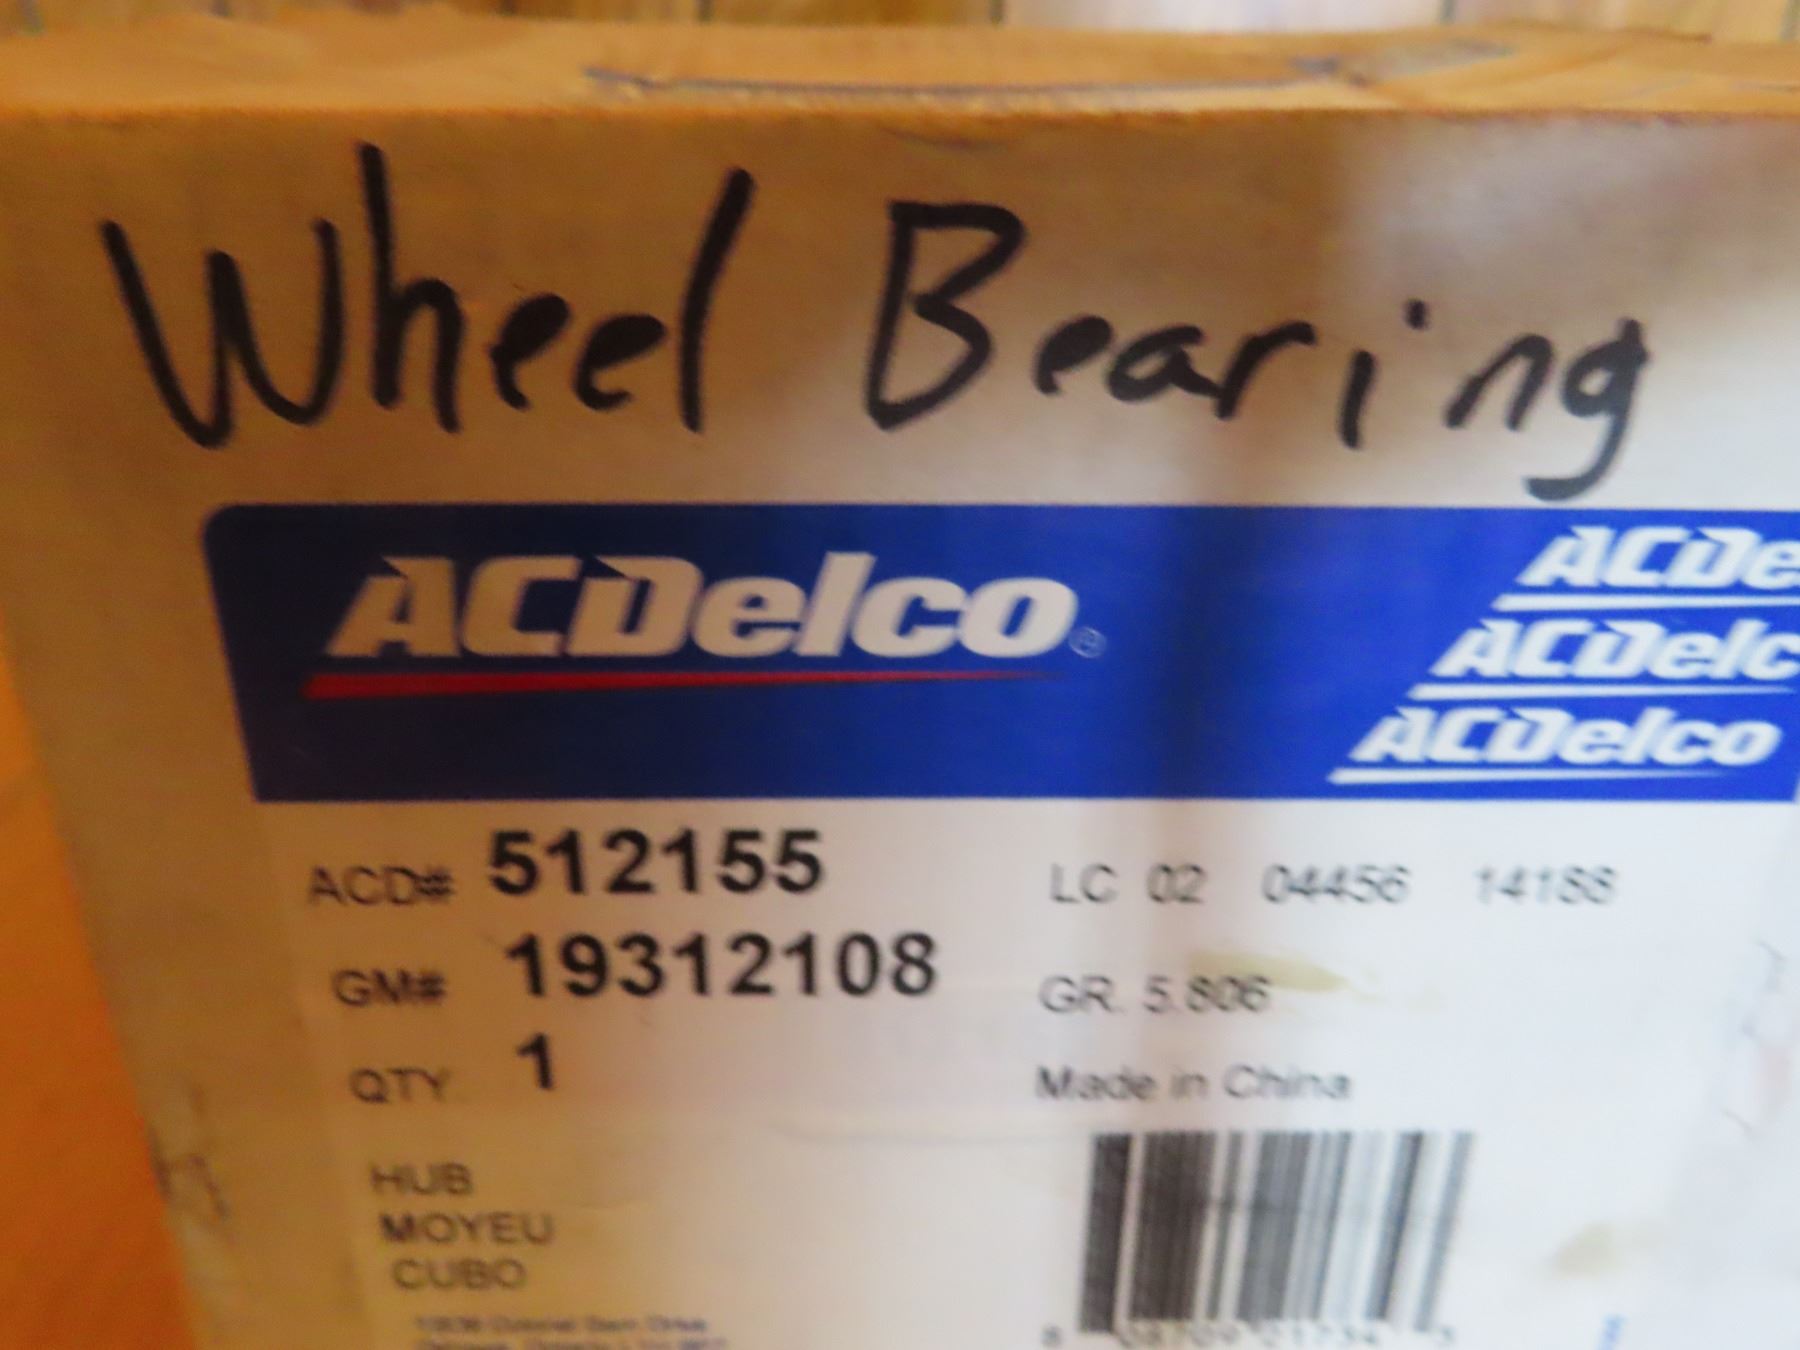 Wheel Bearing
ACDelco®
ACDe
ACDelc
ACDelco
ACD# 512155 LC 02 04456 14188
GM# 19312108 GR. 5.806
QTY 1 Made in China
HUB
MOYEU
CUBO